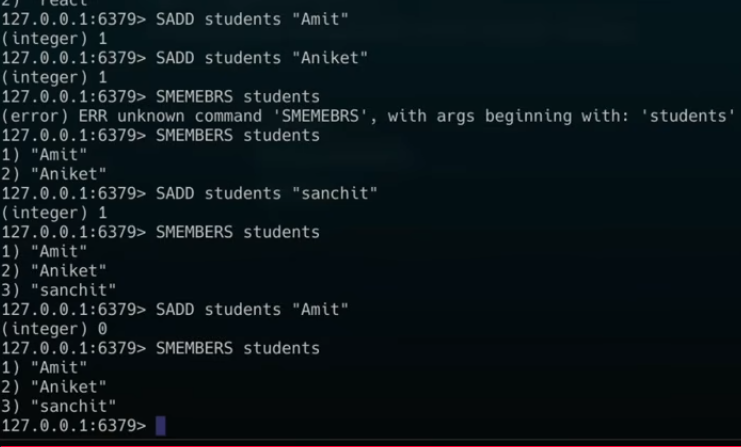 2) "react"
127.0.0.1:6379> SADD students "Amit"
(integer) 1
127.0.0.1:6379> SADD students "Aniket"
(integer) 1
127.0.0.1:6379> SMEMEBRS students
(error) ERR unknown command 'SMEMEBRS', with args beginning with: 'students'
127.0.0.1:6379> SMEMBERS students
1) "Amit"
2) "Aniket"
127.0.0.1:6379> SADD students "sanchit"
(integer) 1
127.0.0.1:6379> SMEMBERS students
1) "Amit"
2) "Aniket"
3) "sanchit"
127.0.0.1:6379> SADD students "Amit"
(integer) 0
127.0.0.1:6379> SMEMBERS students
1) "Amit"
2) "Aniket"
3) "sanchit"
127.0.0.1:6379>